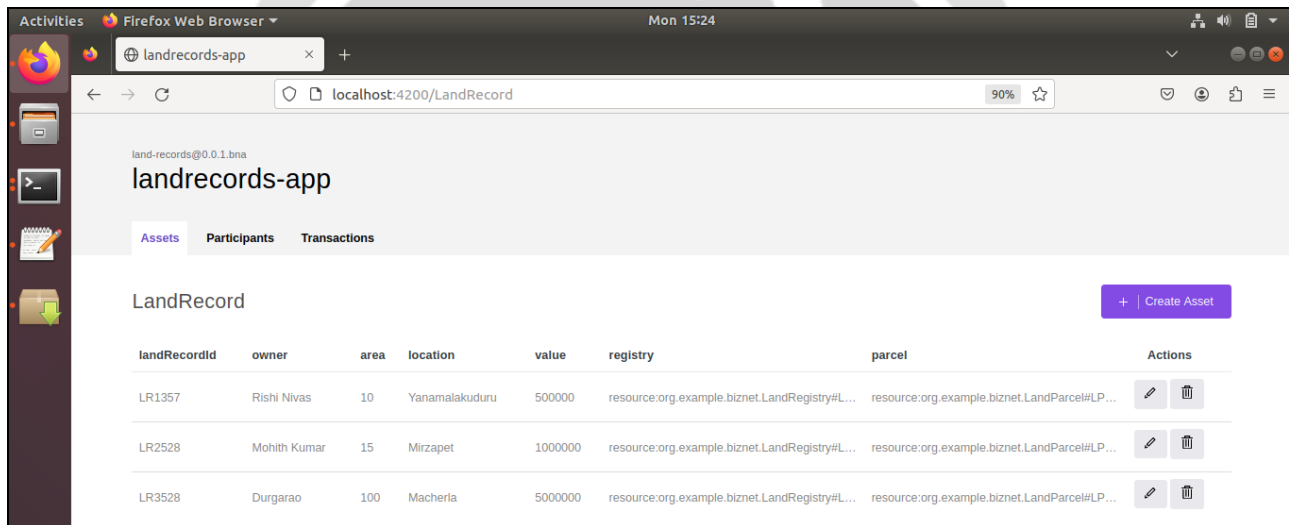 Activities Firefox Web Browser Mon 15:24
landrecords-app
localhost:4200/LandRecord 90%
land-records@0.0.1.bna
landrecords-app
Assets Participants Transactions
LandRecord + Create Asset
landRecordId owner area location value registry parcel Actions
LR1357 Rishi Nivas 10 Yanamalakuduru 500000 resource:org.example.biznet.LandRegistry#L… resource:org.example.biznet.LandParcel#LP…
LR2528 Mohith Kumar 15 Mirzapet 1000000 resource:org.example.biznet.LandRegistry#L… resource:org.example.biznet.LandParcel#LP…
LR3528 Durgarao 100 Macherla 5000000 resource:org.example.biznet.LandRegistry#L… resource:org.example.biznet.LandParcel#LP…